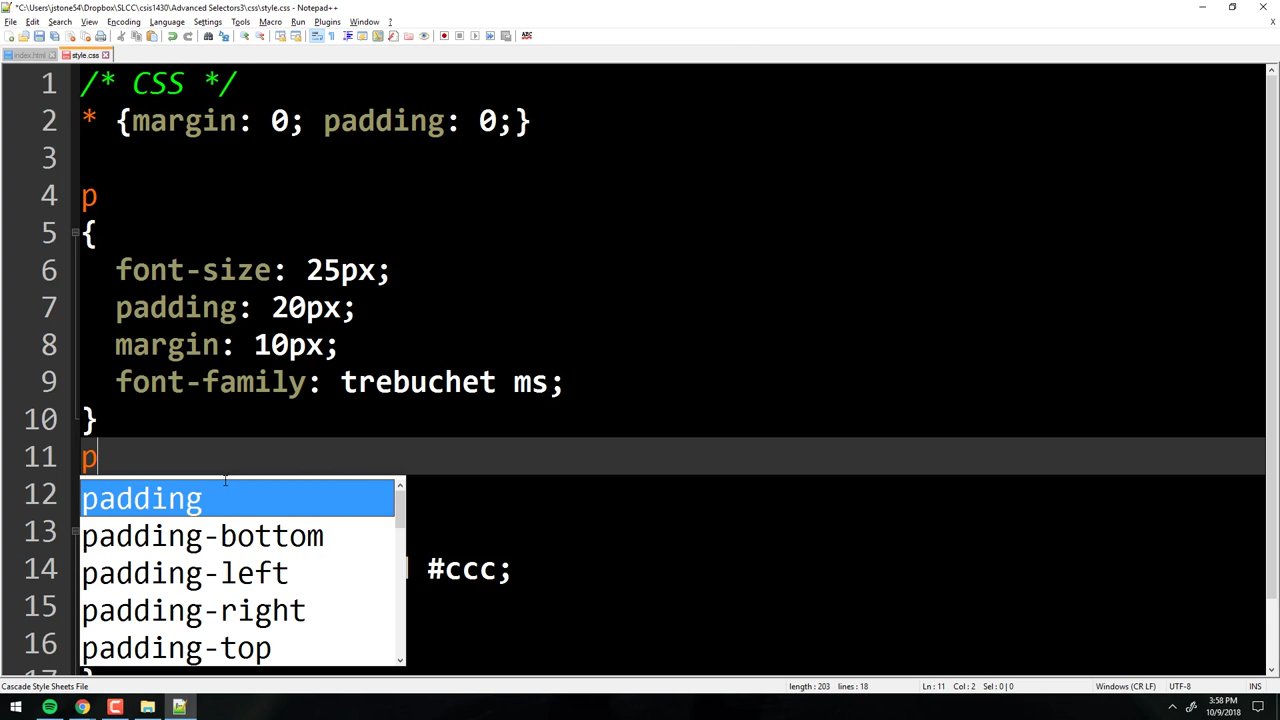 *C:\Users\jstone54\Dropbox\SLCC\csis1430\Advanced Selectors3\css\style.css - Notepad++
File Edit Search View Encoding Language Settings Tools Macro Run Plugins Window ?
index.html style.css
1 /* CSS */
2 * {margin: 0; padding: 0;}
3
4 p
5 {
6 font-size: 25px;
7 padding: 20px;
8 margin: 10px;
9 font-family: trebuchet ms;
10 }
11 p
12 padding
padding-bottom
13
14 padding-left #ccc;
15 padding-right
16 padding-top
17 }
Cascade Style Sheets File length : 203 lines : 18 Ln : 11 Col : 2 Sel : 0 | 0 Windows (CR LF) UTF-8 INS
3:58 PM
10/9/2018